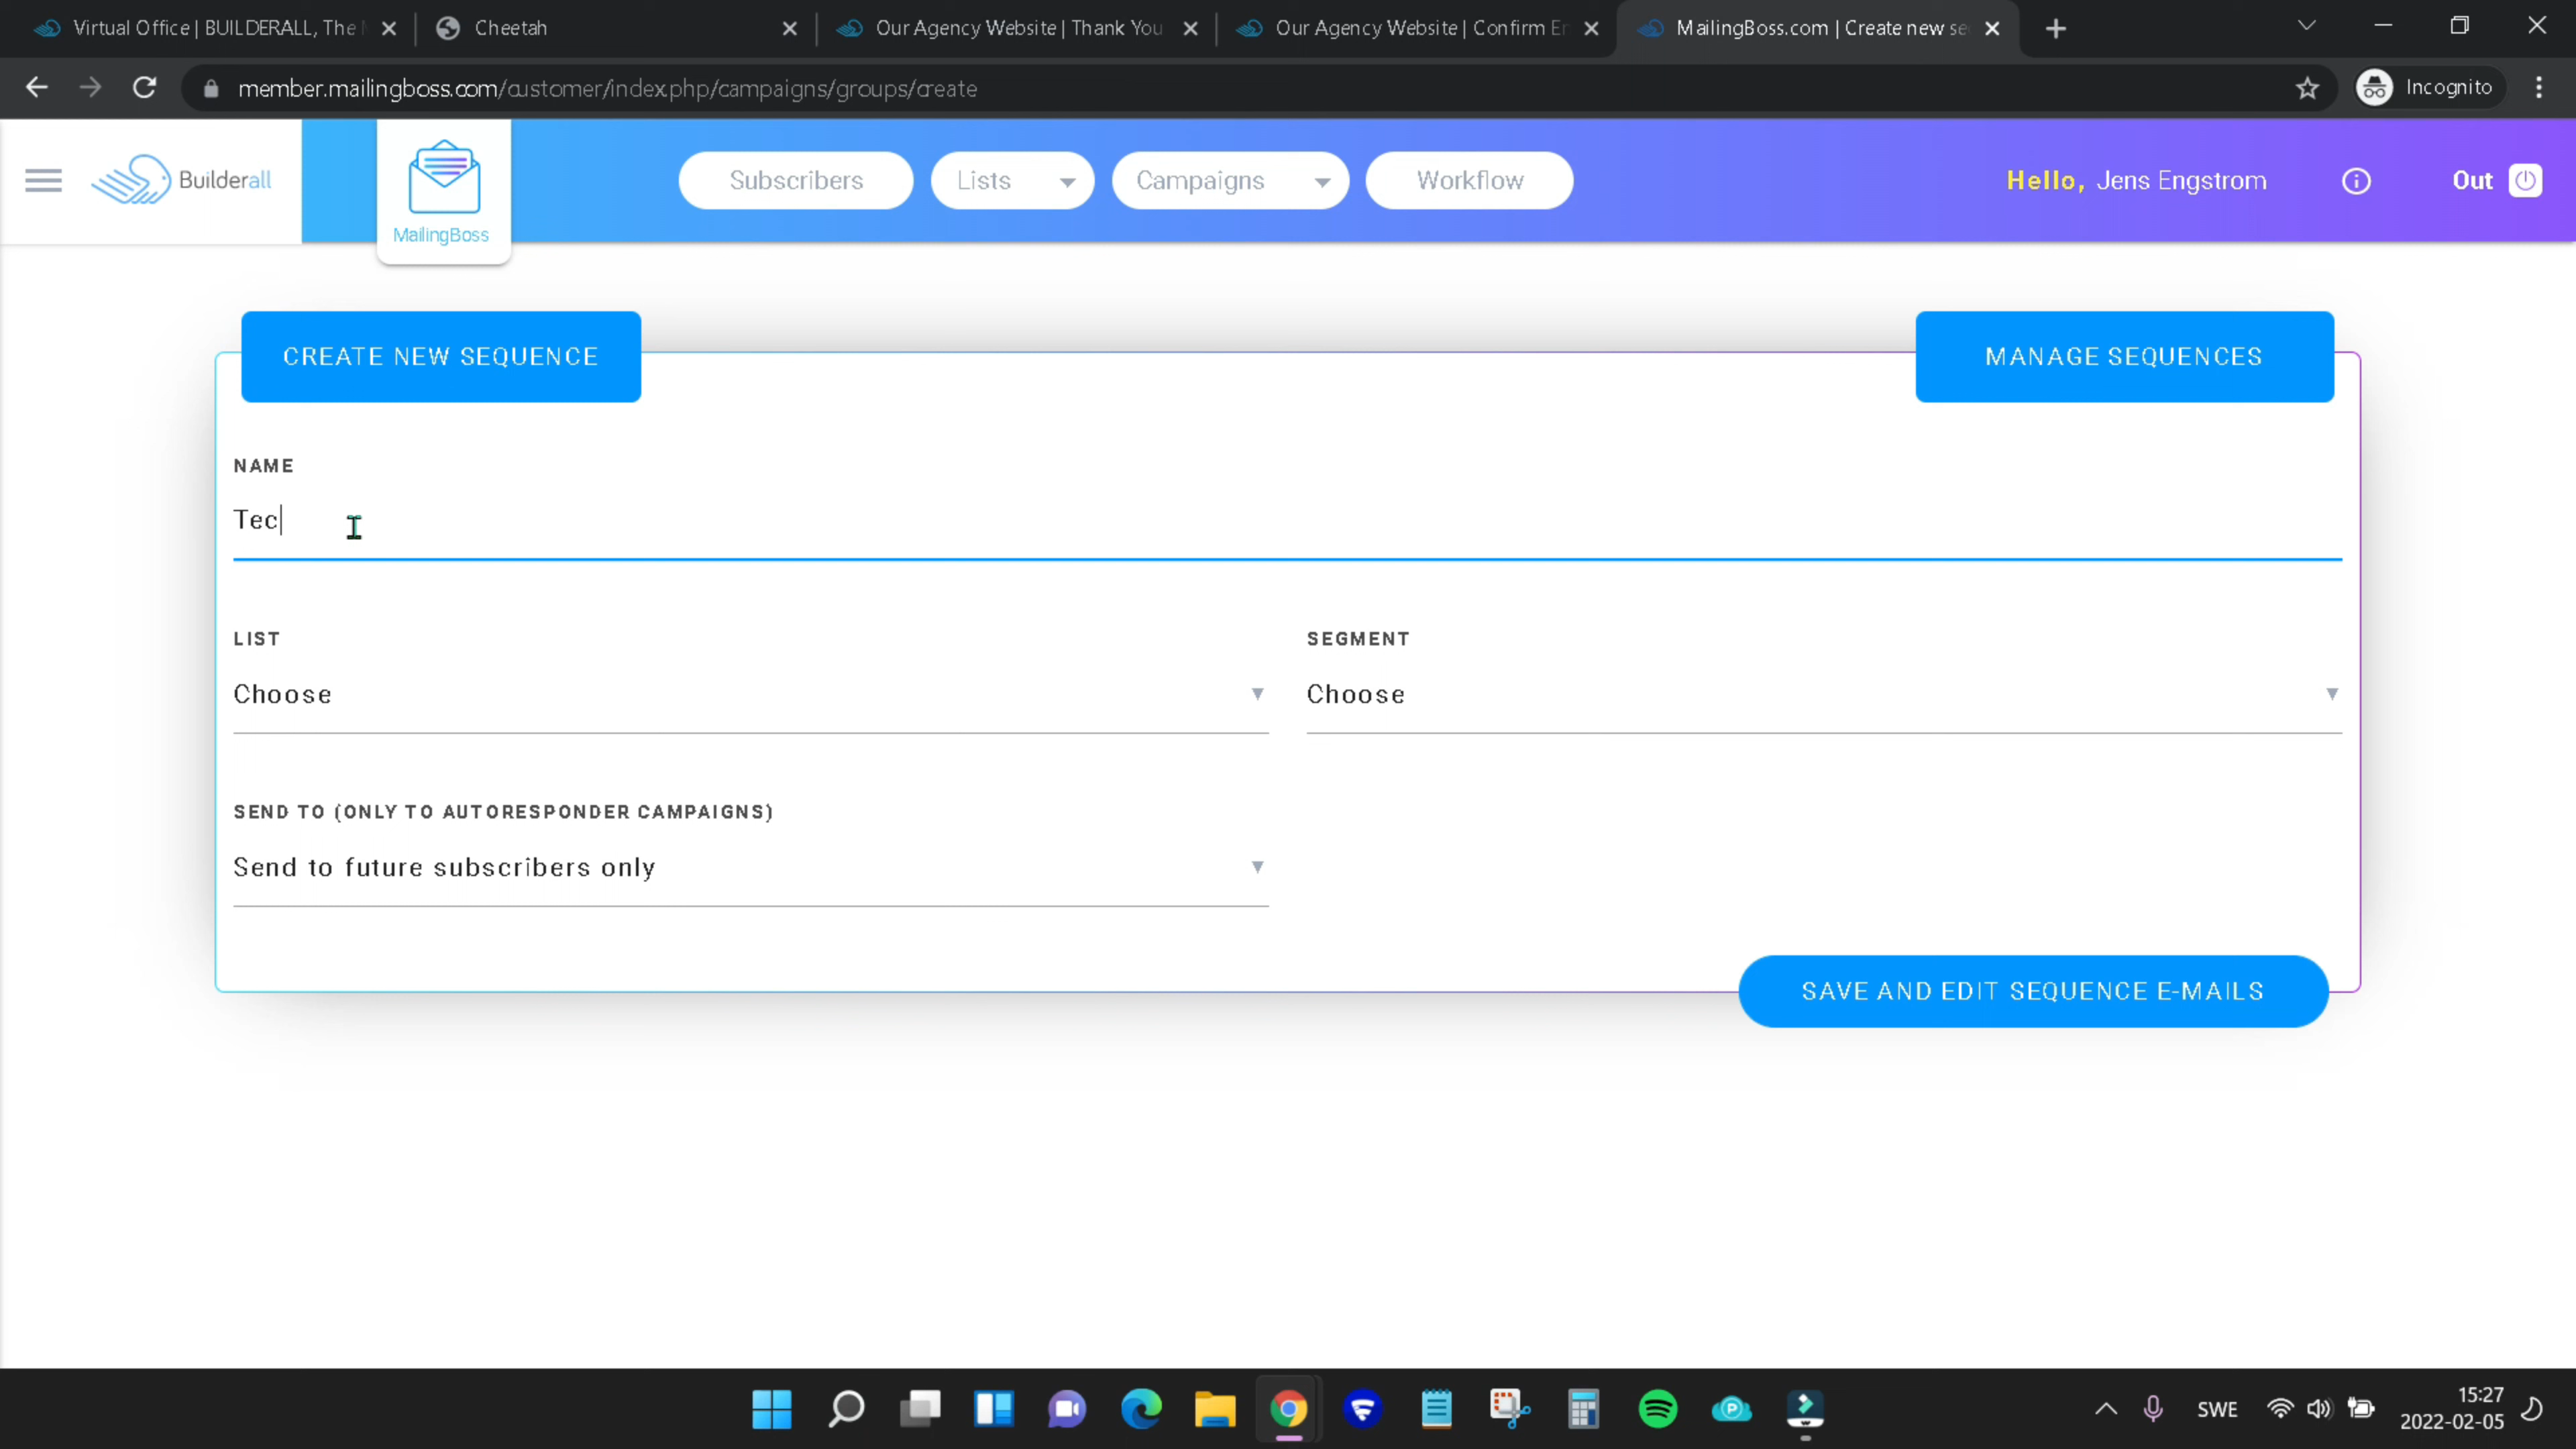 Virtual Office | BUILDERALL, The M
Cheetah
Our Agency Website | Thank You
Our Agency Website | Confirm Em
MailingBoss.com | Create new se
member.mailingboss.com/customer/index.php/campaigns/groups/create
Incognito
Builderall
MailingBoss
Subscribers
Lists
Campaigns
Workflow
Hello, Jens Engstrom
Out
CREATE NEW SEQUENCE
MANAGE SEQUENCES
NAME
Tec
LIST
SEGMENT
Choose
Choose
SEND TO (ONLY TO AUTORESPONDER CAMPAIGNS)
Send to future subscribers only
SAVE AND EDIT SEQUENCE E-MAILS
SWE
15:27
2022-02-05